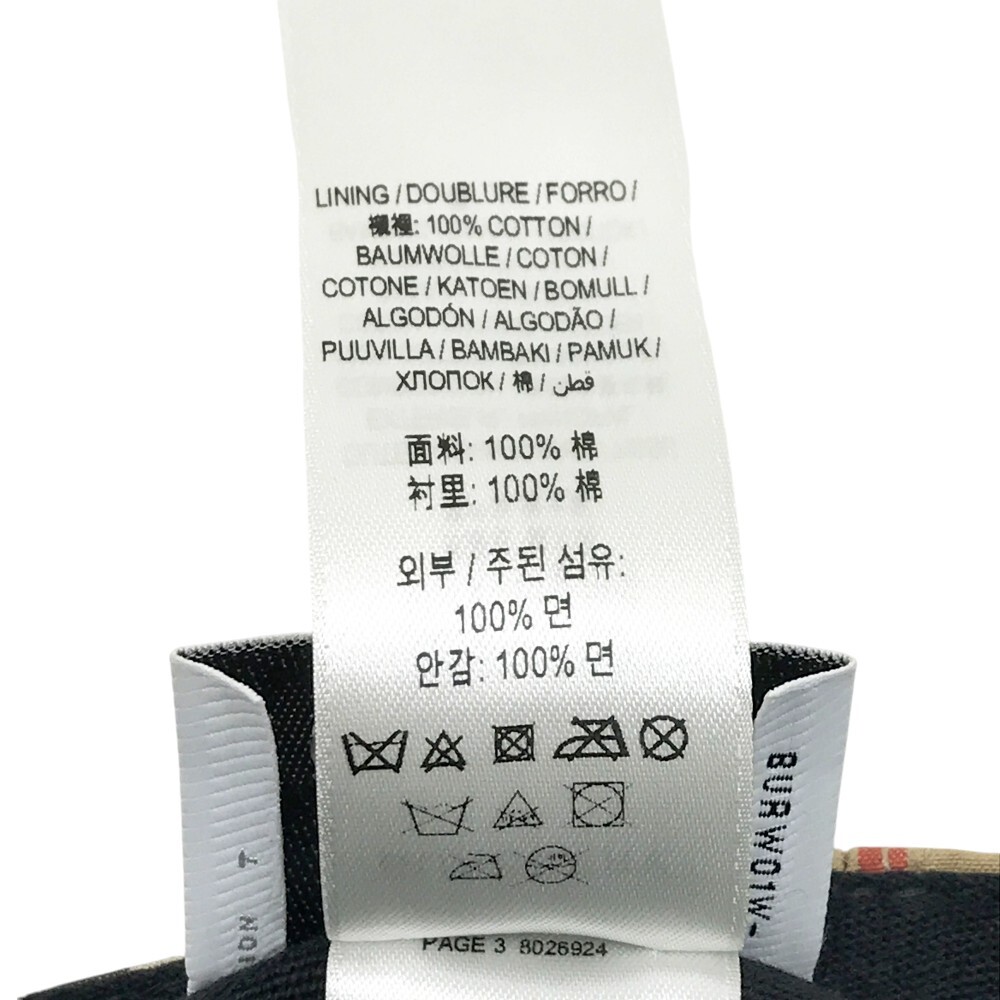 LINING / DOUBLURE / FORRO /
襯裡: 100% COTTON /
BAUMWOLLE / COTON /
COTONE / KATOEN / BOMULL /
ALGODÓN / ALGODÃO /
PUUVILLA / BAMBAKI / PAMUK /
ХЛОПОК / 棉 / قطن
面料: 100% 棉
衬里: 100% 棉
외부 / 주된 섬유:
100% 면
안감: 100% 면
PAGE 3 8026924
BURW01W-